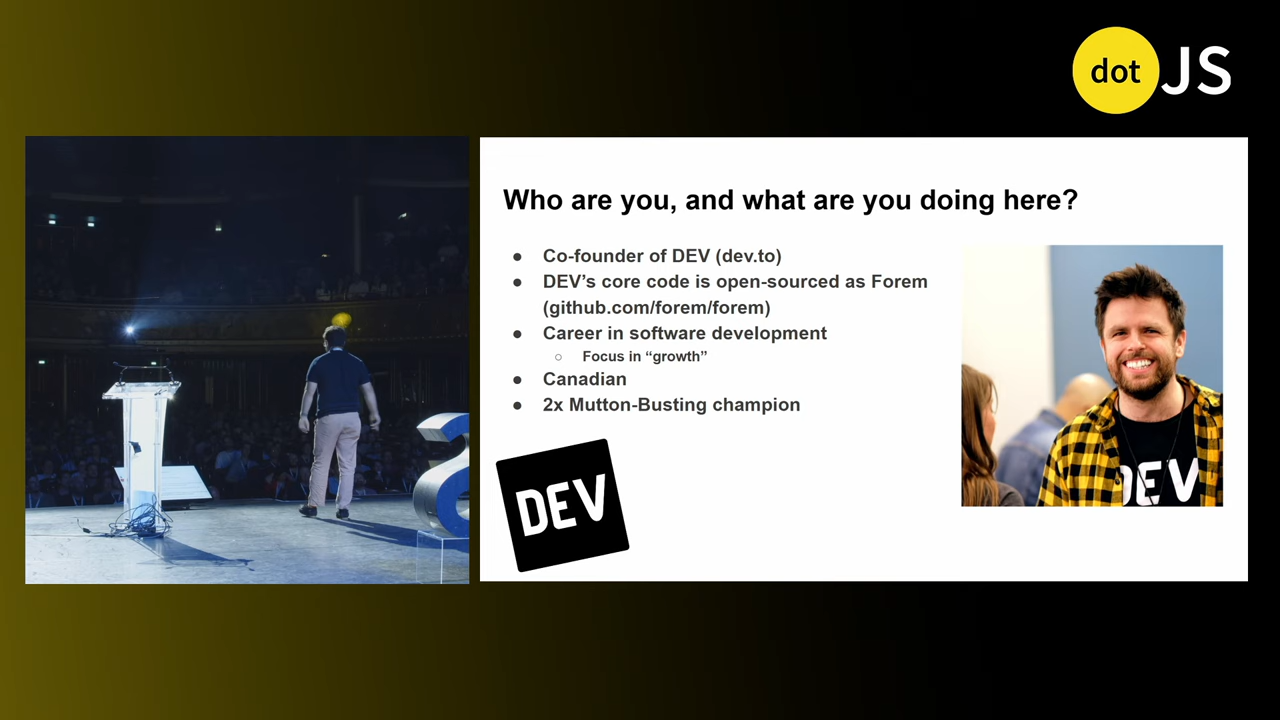 dot JS
Who are you, and what are you doing here?
● Co-founder of DEV (dev.to)
● DEV’s core code is open-sourced as Forem
(github.com/forem/forem)
● Career in software development
○ Focus in “growth”
● Canadian
● 2x Mutton-Busting champion
DEV
DEV